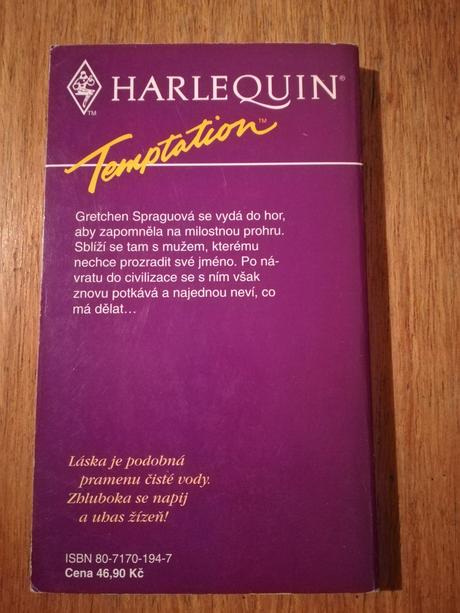 HARLEQUIN®
TM
Temptation™
Gretchen Spraguová se vydá do hor,
aby zapomněla na milostnou prohru.
Sblíží se tam s mužem, kterému
nechce prozradit své jméno. Po ná-
vratu do civilizace se s ním však
znovu potkává a najednou neví, co
má dělat...
Láska je podobná
pramenu čisté vody.
Zhluboka se napij
a uhas žízeň!
ISBN 80-7170-194-7
Cena 46,90 Kč